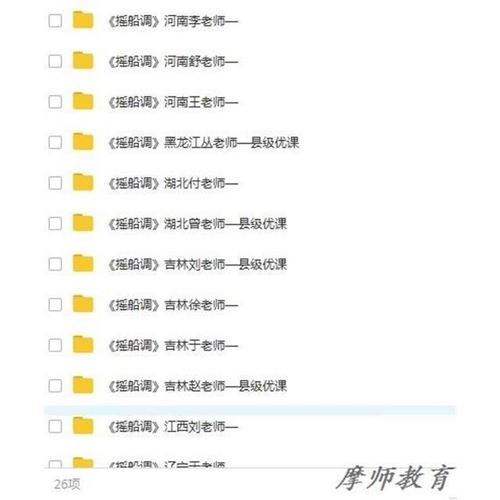 《摇船调》河南李老师—
《摇船调》河南舒老师—
《摇船调》河南王老师—
《摇船调》黑龙江丛老师—县级优课
《摇船调》湖北付老师—
《摇船调》湖北曾老师—县级优课
《摇船调》吉林刘老师—县级优课
《摇船调》吉林徐老师—
《摇船调》吉林于老师—
《摇船调》吉林赵老师—县级优课
《摇船调》江西刘老师—
26项
摩师教育